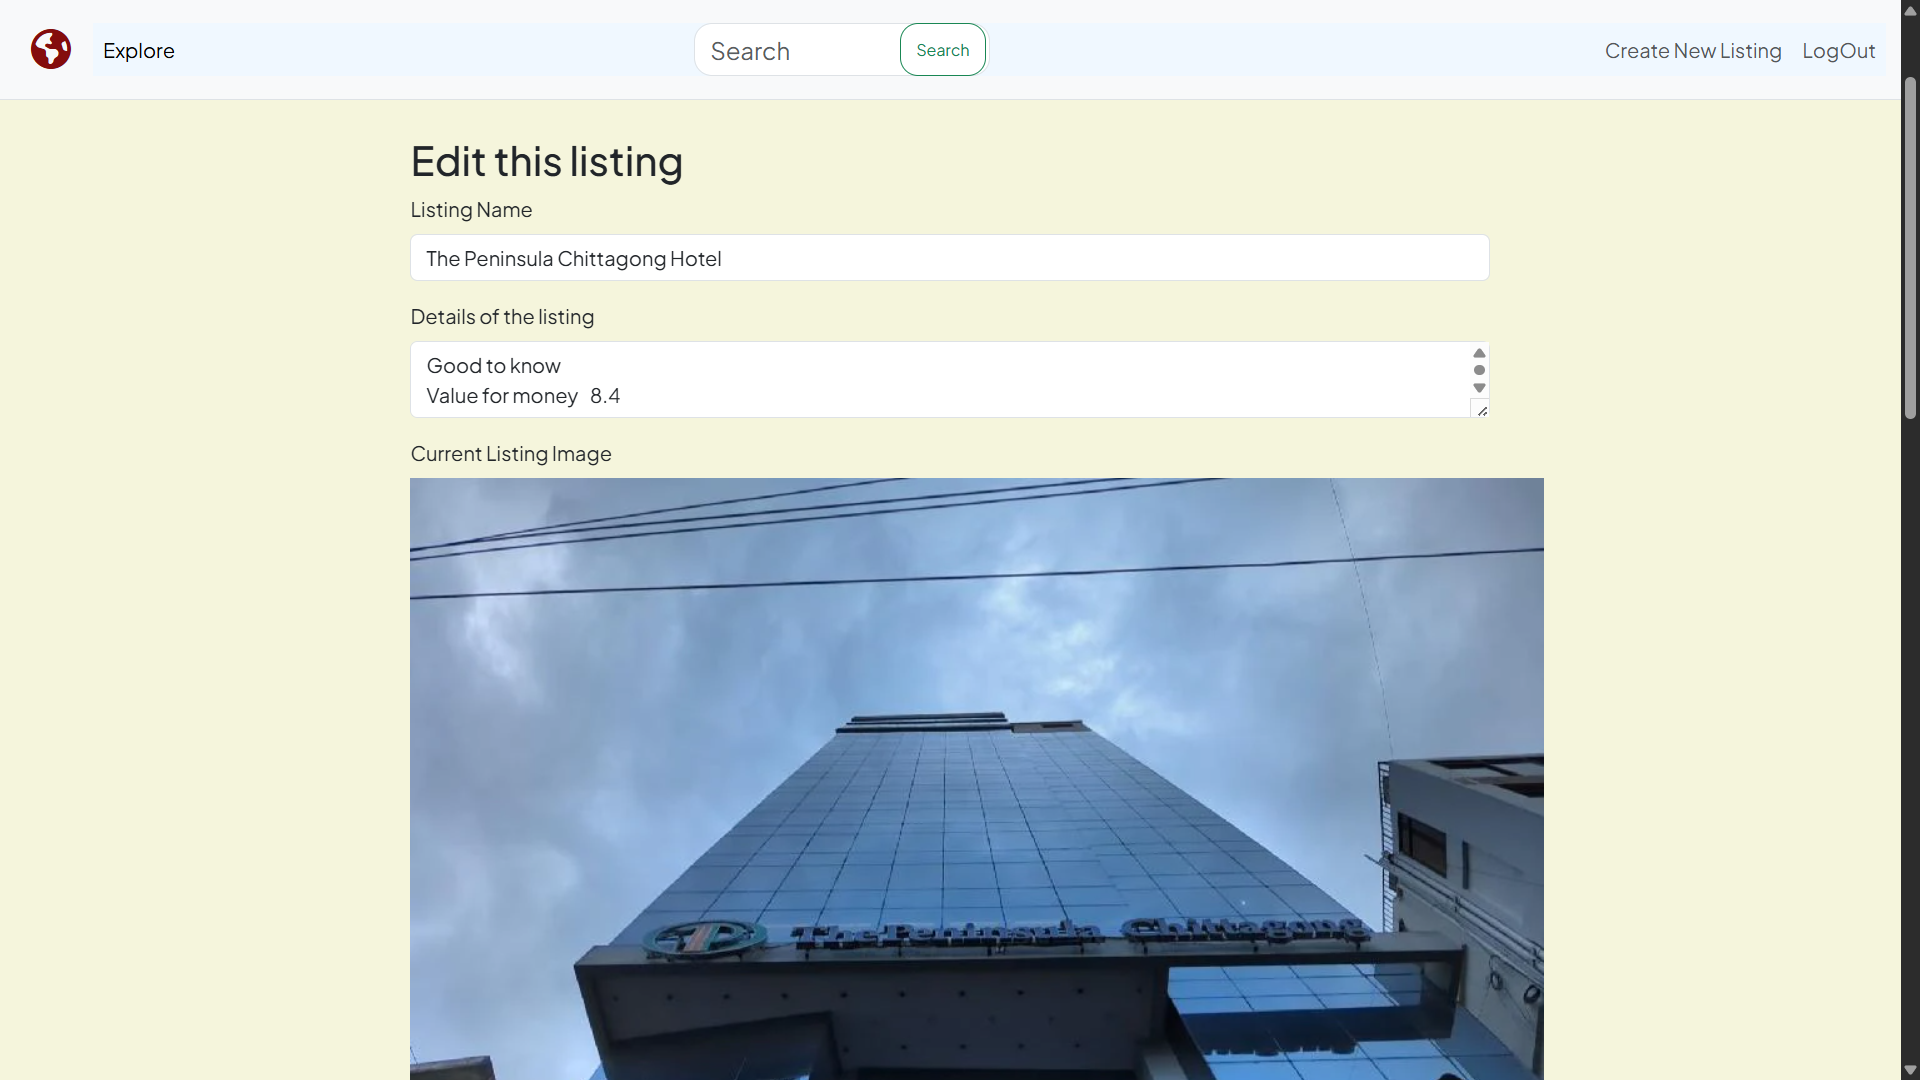 Explore
Search
Search
Create New Listing
LogOut
Edit this listing
Listing Name
The Peninsula Chittagong Hotel
Details of the listing
Good to know
Value for money 8.4
Current Listing Image
The Peninsula Chittagong